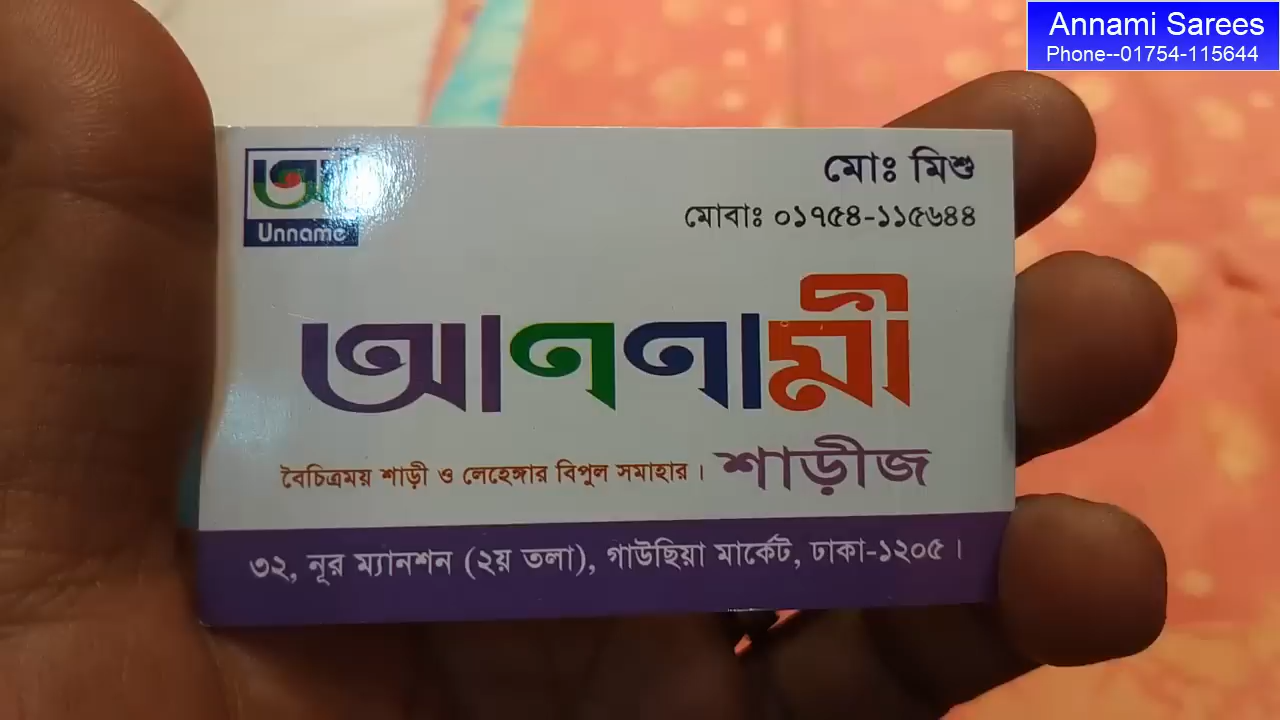 Annami Sarees
Phone--01754-115644
অ
Unname
মোঃ মিশু
মোবাঃ ০১৭৫৪-১১৫৬৪৪
আননামী
শাড়ীজ
বৈচিত্রময় শাড়ী ও লেহেঙ্গার বিপুল সমাহার।
৩২, নূর ম্যানশন (২য় তলা), গাউছিয়া মার্কেট, ঢাকা-১২০৫।